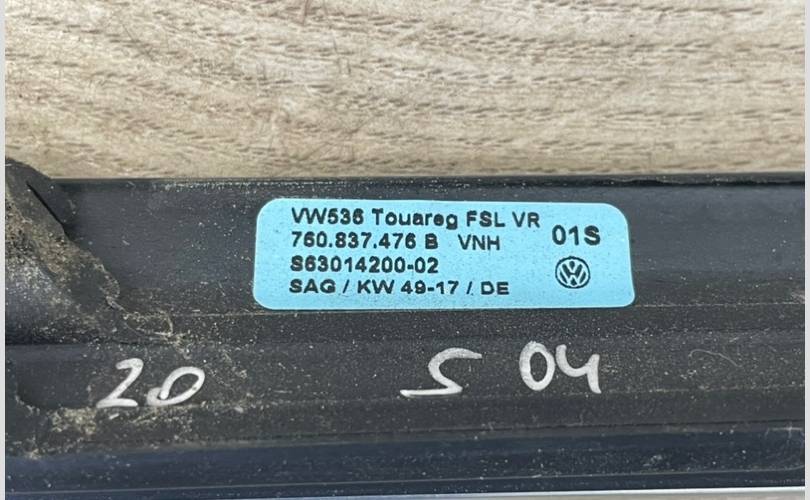 VW536 Touareg FSL VR
760.837.476 B VNH 01S
S63014200-02
SAG / KW 49-17 / DE
20 S 04